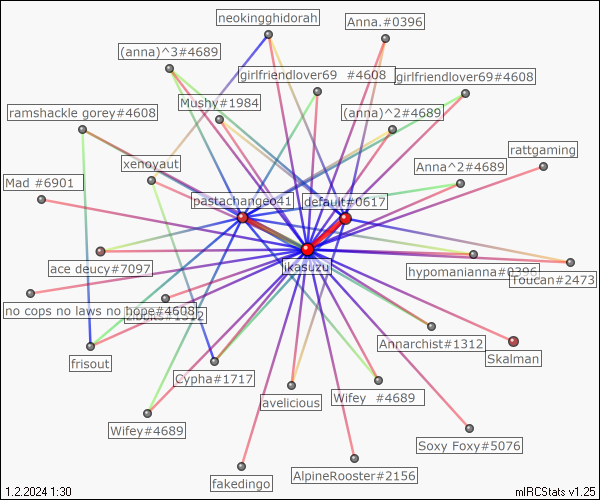 neokingghidorah
Anna.#0396
(anna)^3#4689
girlfriendlover69 #4608
girlfriendlover69#4608
Mushy#1984
ramshackle gorey#4608
(anna)^2#4689
rattgaming
xenoyaut
Anna^2#4689
Mad #6901
pastachangeo41
default#0617
ikasuzu
ace deucy#7097
hypomanianna#0396
Toucan#2473
no cops no laws no hope#4608
Annarchist#1312
Skalman
frisout
Cypha#1717
javelicious
Wifey #4689
Wifey#4689
Soxy Foxy#5076
fakedingo
AlpineRooster#2156
1.2.2024 1:30
mIRCStats v1.25